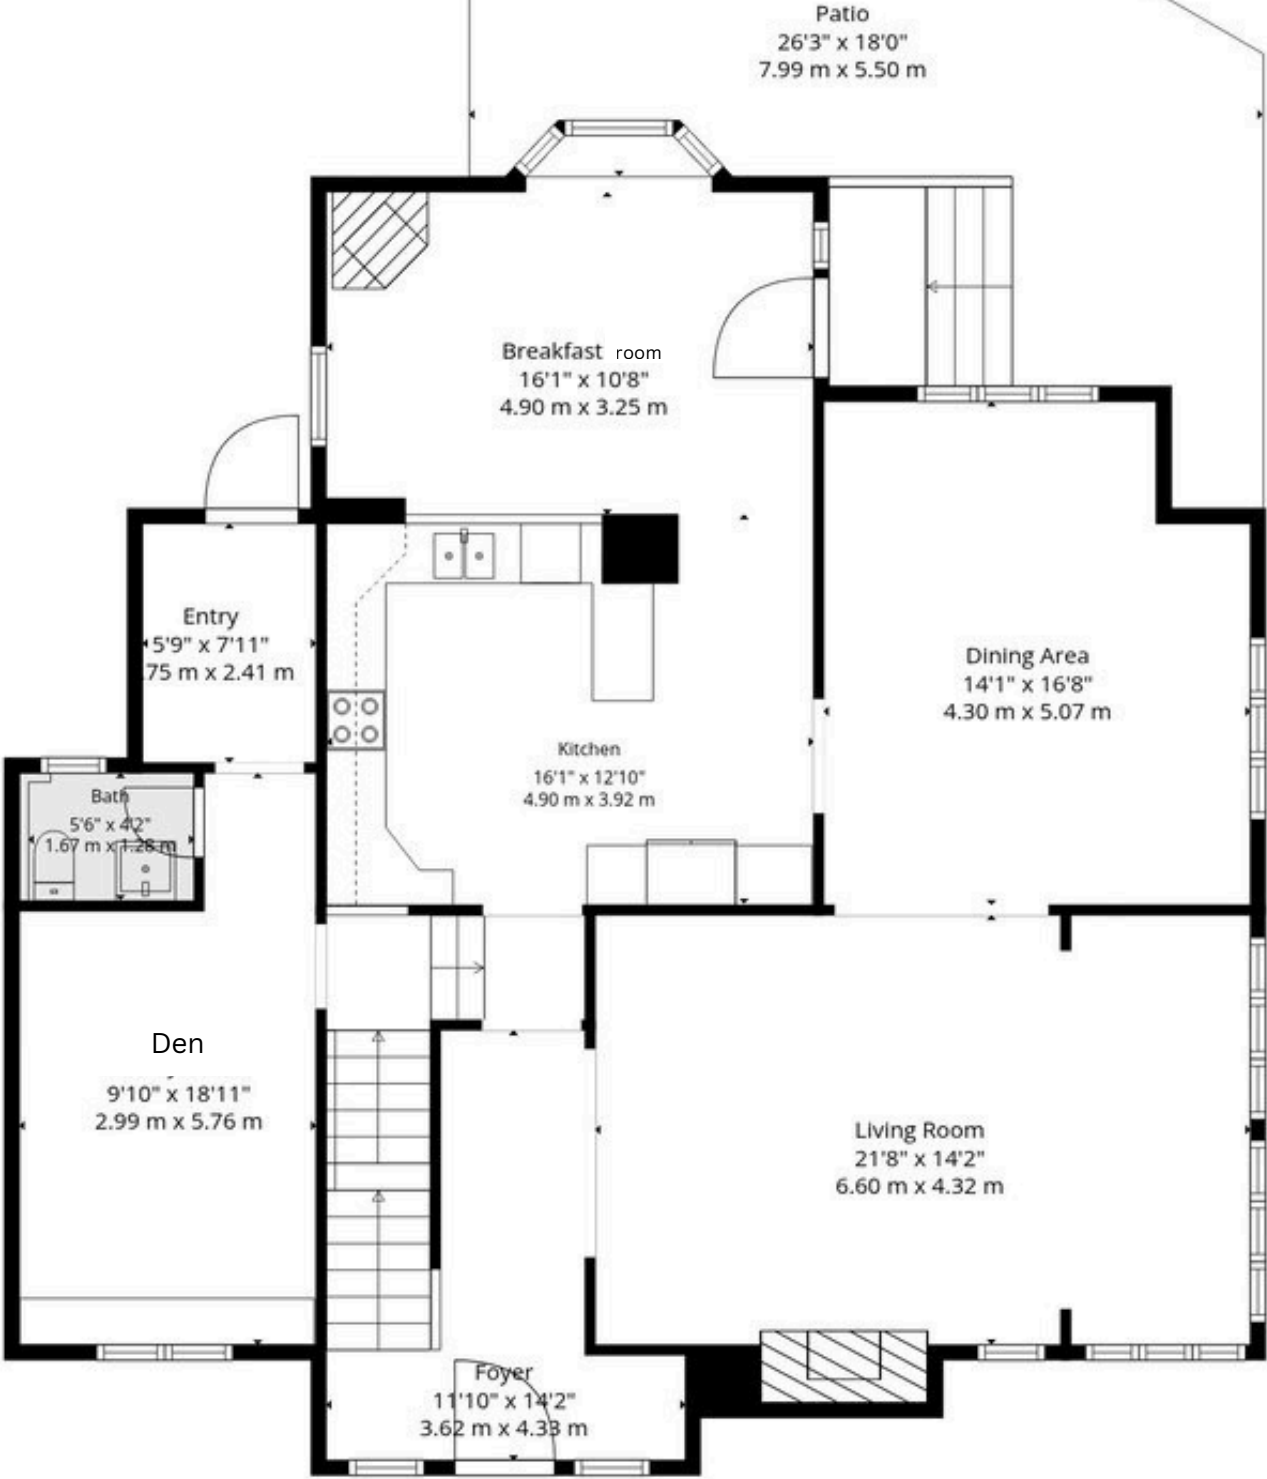 Patio
26'3" x 18'0"
7.99 m x 5.50 m
Breakfast room
16'1" x 10'8"
4.90 m x 3.25 m
Entry
5'9" x 7'11"
.75 m x 2.41 m
Dining Area
14'1" x 16'8"
4.30 m x 5.07 m
Kitchen
16'1" x 12'10"
4.90 m x 3.92 m
Bath
5'6" x 4'2"
1.67 m x 1.28 m
Den
9'10" x 18'11"
2.99 m x 5.76 m
Living Room
21'8" x 14'2"
6.60 m x 4.32 m
Foyer
11'10" x 14'2"
3.62 m x 4.33 m